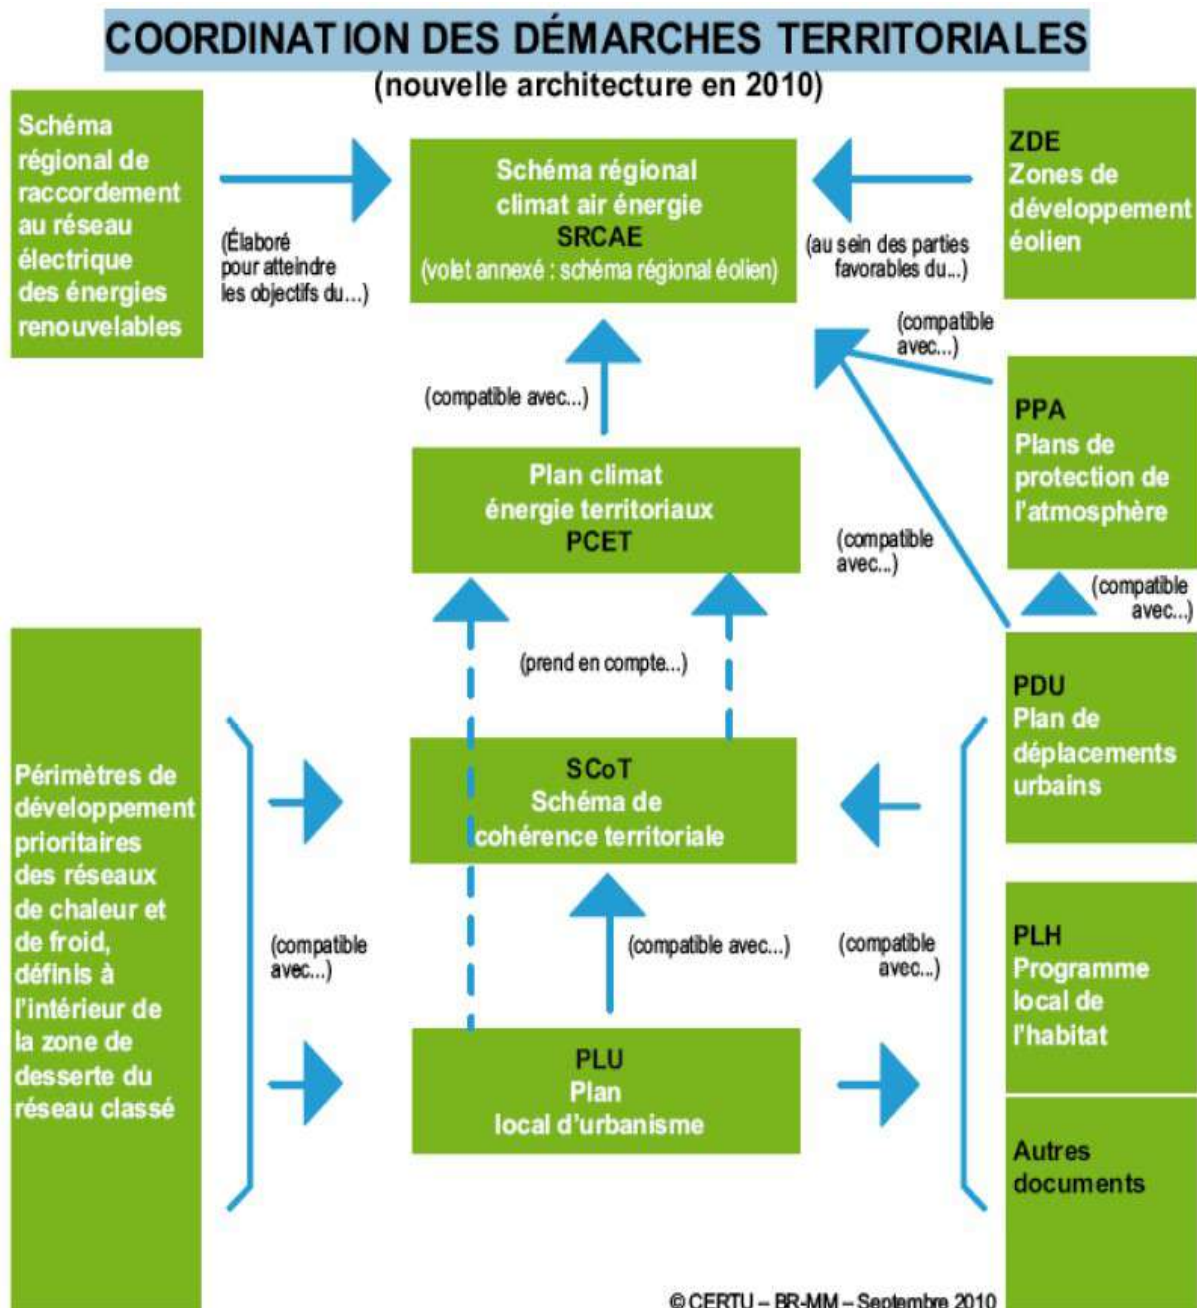 COORDINATION DES DÉMARCHES TERRITORIALES
(nouvelle architecture en 2010)
Schéma
régional de
raccordement
au réseau
électrique
des énergies
renouvelables
(Élaboré
pour atteindre
les objectifs du...)
Schéma régional
climat air énergie
SRCAE
(volet annexé : schéma régional éolien)
(au sein des parties
favorables du...)
ZDE
Zones de
développement
éolien
(compatible avec...)
(compatible
avec...)
PPA
Plans de
protection de
l'atmosphère
Plan climat
énergie territoriaux
PCET
(compatible
avec...)
(compatible
avec...)
(prend en compte...)
PDU
Plan de
déplacements
urbains
Périmètres de
développement
prioritaires
des réseaux
de chaleur et
de froid,
définis à
l'intérieur de
la zone de
desserte du
réseau classé
SCoT
Schéma de
cohérence territoriale
(compatible
avec...)
(compatible avec...)
(compatible
avec...)
PLH
Programme
local de
l'habitat
PLU
Plan
local d'urbanisme
Autres
documents
© CERTU – BR-MM – Septembre 2010